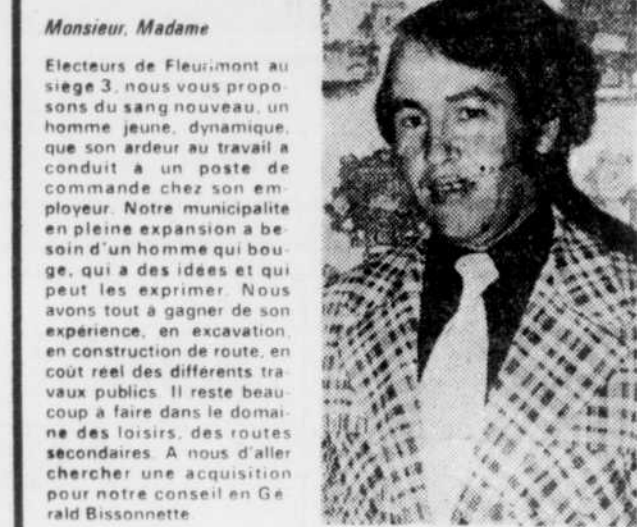 Monsieur, Madame
Electeurs de Fleurimont au
siège 3, nous vous propo-
sons du sang nouveau, un
homme jeune, dynamique,
que son ardeur au travail a
conduit à un poste de
commande chez son em-
ployeur. Notre municipalite
en pleine expansion a be-
soin d'un homme qui bou-
ge, qui a des idées et qui
peut les exprimer. Nous
avons tout à gagner de son
expérience, en excavation,
en construction de route, en
coût réel des différents tra-
vaux publics. Il reste beau-
coup à faire dans le domai-
ne des loisirs, des routes
secondaires. A nous d'aller
chercher une acquisition
pour notre conseil en Gé-
rald Bissonnette.